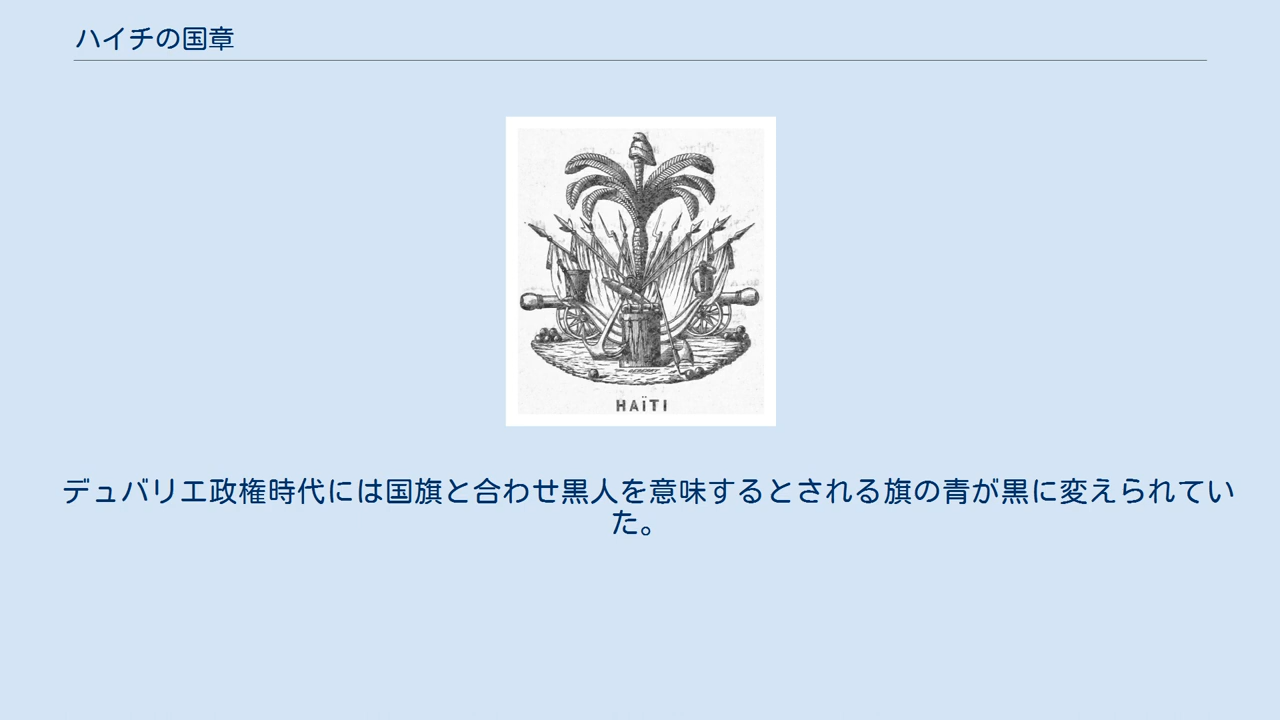 ハイチの国章
HAÏTI
デュバリエ政権時代には国旗と合わせ黒人を意味するとされる旗の青が黒に変えられてい
た。